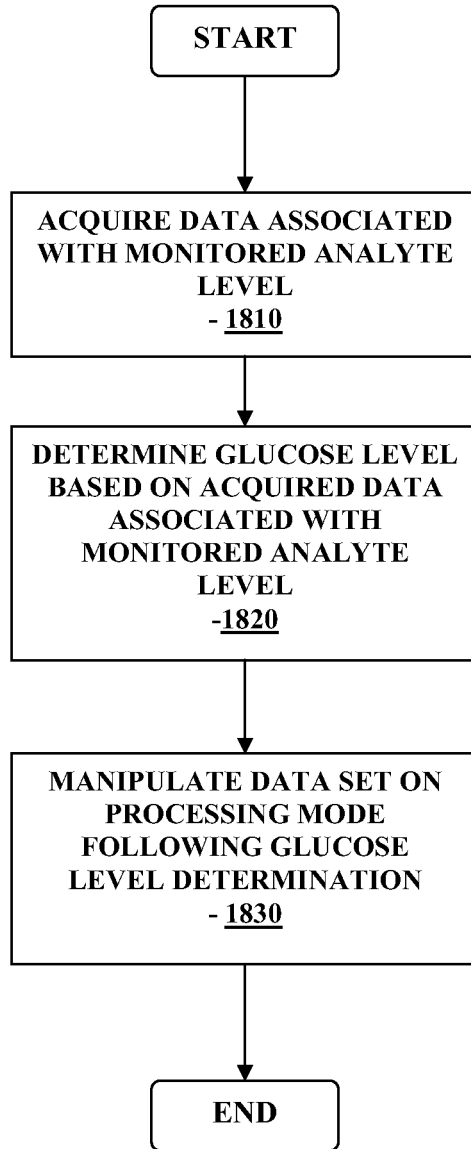 START
ACQUIRE DATA ASSOCIATED
WITH MONITORED ANALYTE
LEVEL
- 1810
DETERMINE GLUCOSE LEVEL
BASED ON ACQUIRED DATA
ASSOCIATED WITH
MONITORED ANALYTE
LEVEL
-1820
MANIPULATE DATA SET ON
PROCESSING MODE
FOLLOWING GLUCOSE
LEVEL DETERMINATION
- 1830
END